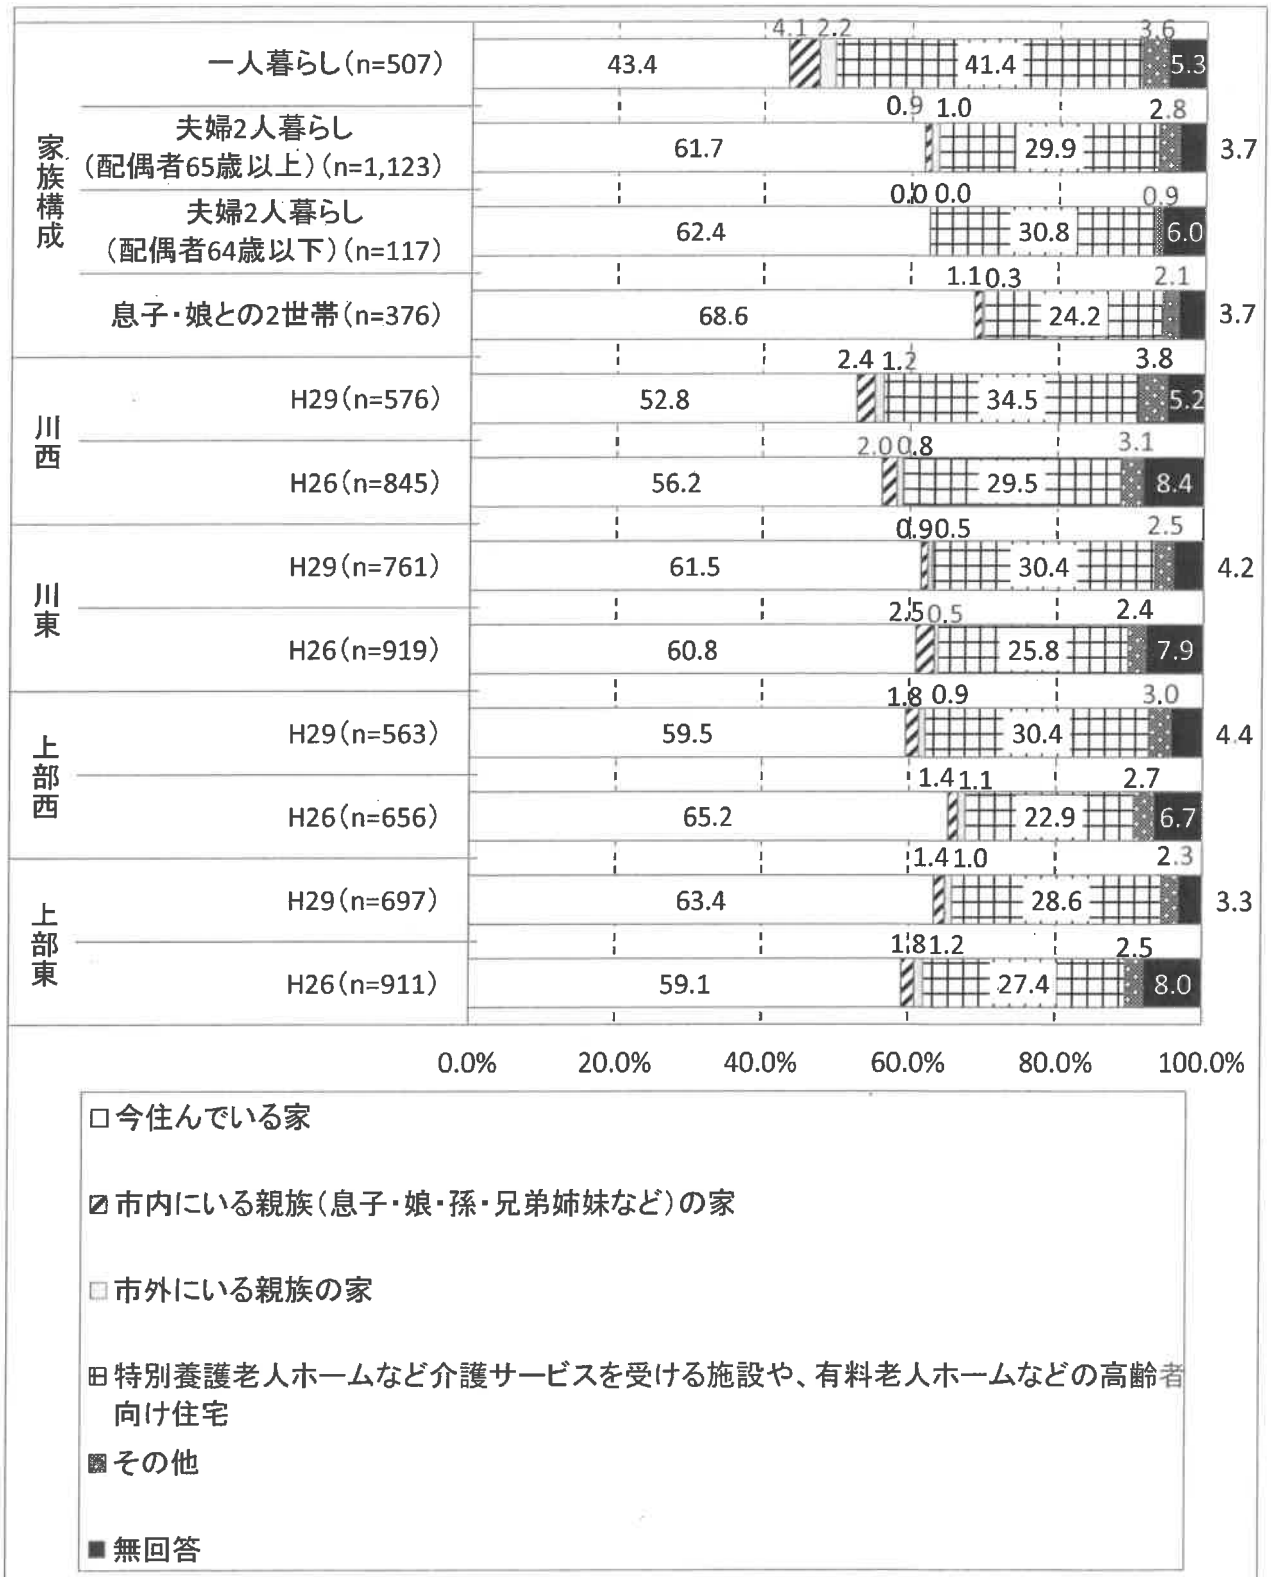 家族構成
4.1 2.2 3.6
一人暮らし(n=507) 43.4 41.4 5.3
0.9 1.0 2.8
夫婦2人暮らし
(配偶者65歳以上)(n=1,123) 61.7 29.9 3.7
0.0 0.0 0.9
夫婦2人暮らし
(配偶者64歳以下)(n=117) 62.4 30.8 6.0
1.1 0.3 2.1
息子・娘との2世帯(n=376) 68.6 24.2 3.7
川西
2.4 1.2 3.8
H29(n=576) 52.8 34.5 5.2
2.0 0.8 3.1
H26(n=845) 56.2 29.5 8.4
川東
0.9 0.5 2.5
H29(n=761) 61.5 30.4 4.2
2.5 0.5 2.4
H26(n=919) 60.8 25.8 7.9
上部西
1.8 0.9 3.0
H29(n=563) 59.5 30.4 4.4
1.4 1.1 2.7
H26(n=656) 65.2 22.9 6.7
上部東
1.4 1.0 2.3
H29(n=697) 63.4 28.6 3.3
1.8 1.2 2.5
H26(n=911) 59.1 27.4 8.0
0.0% 20.0% 40.0% 60.0% 80.0% 100.0%
今住んでいる家
市内にいる親族(息子・娘・孫・兄弟姉妹など)の家
市外にいる親族の家
特別養護老人ホームなど介護サービスを受ける施設や、有料老人ホームなどの高齢者
向け住宅
その他
無回答